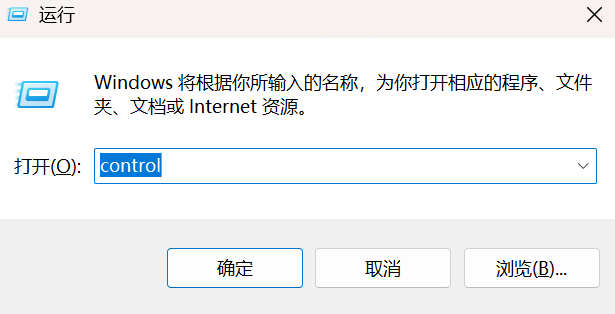 运行
Windows 将根据你所输入的名称，为你打开相应的程序、文件
夹、文档或 Internet 资源。
打开(O): control
确定 取消 浏览(B)...